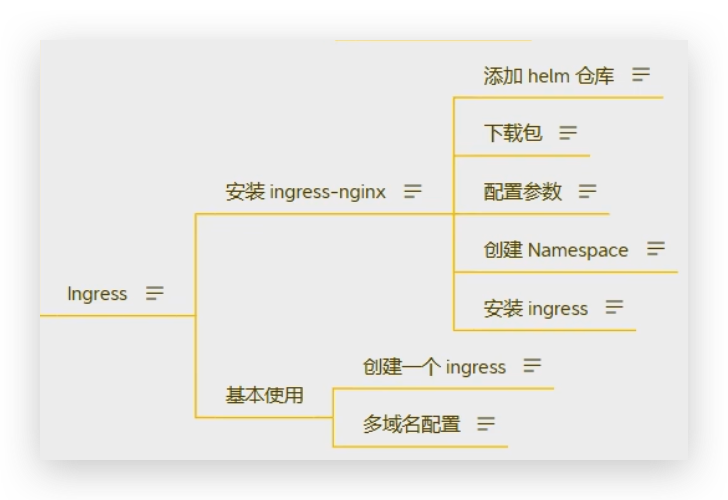 Ingress
安装 ingress-nginx
添加 helm 仓库
下载包
配置参数
创建 Namespace
安装 ingress
基本使用
创建一个 ingress
多域名配置